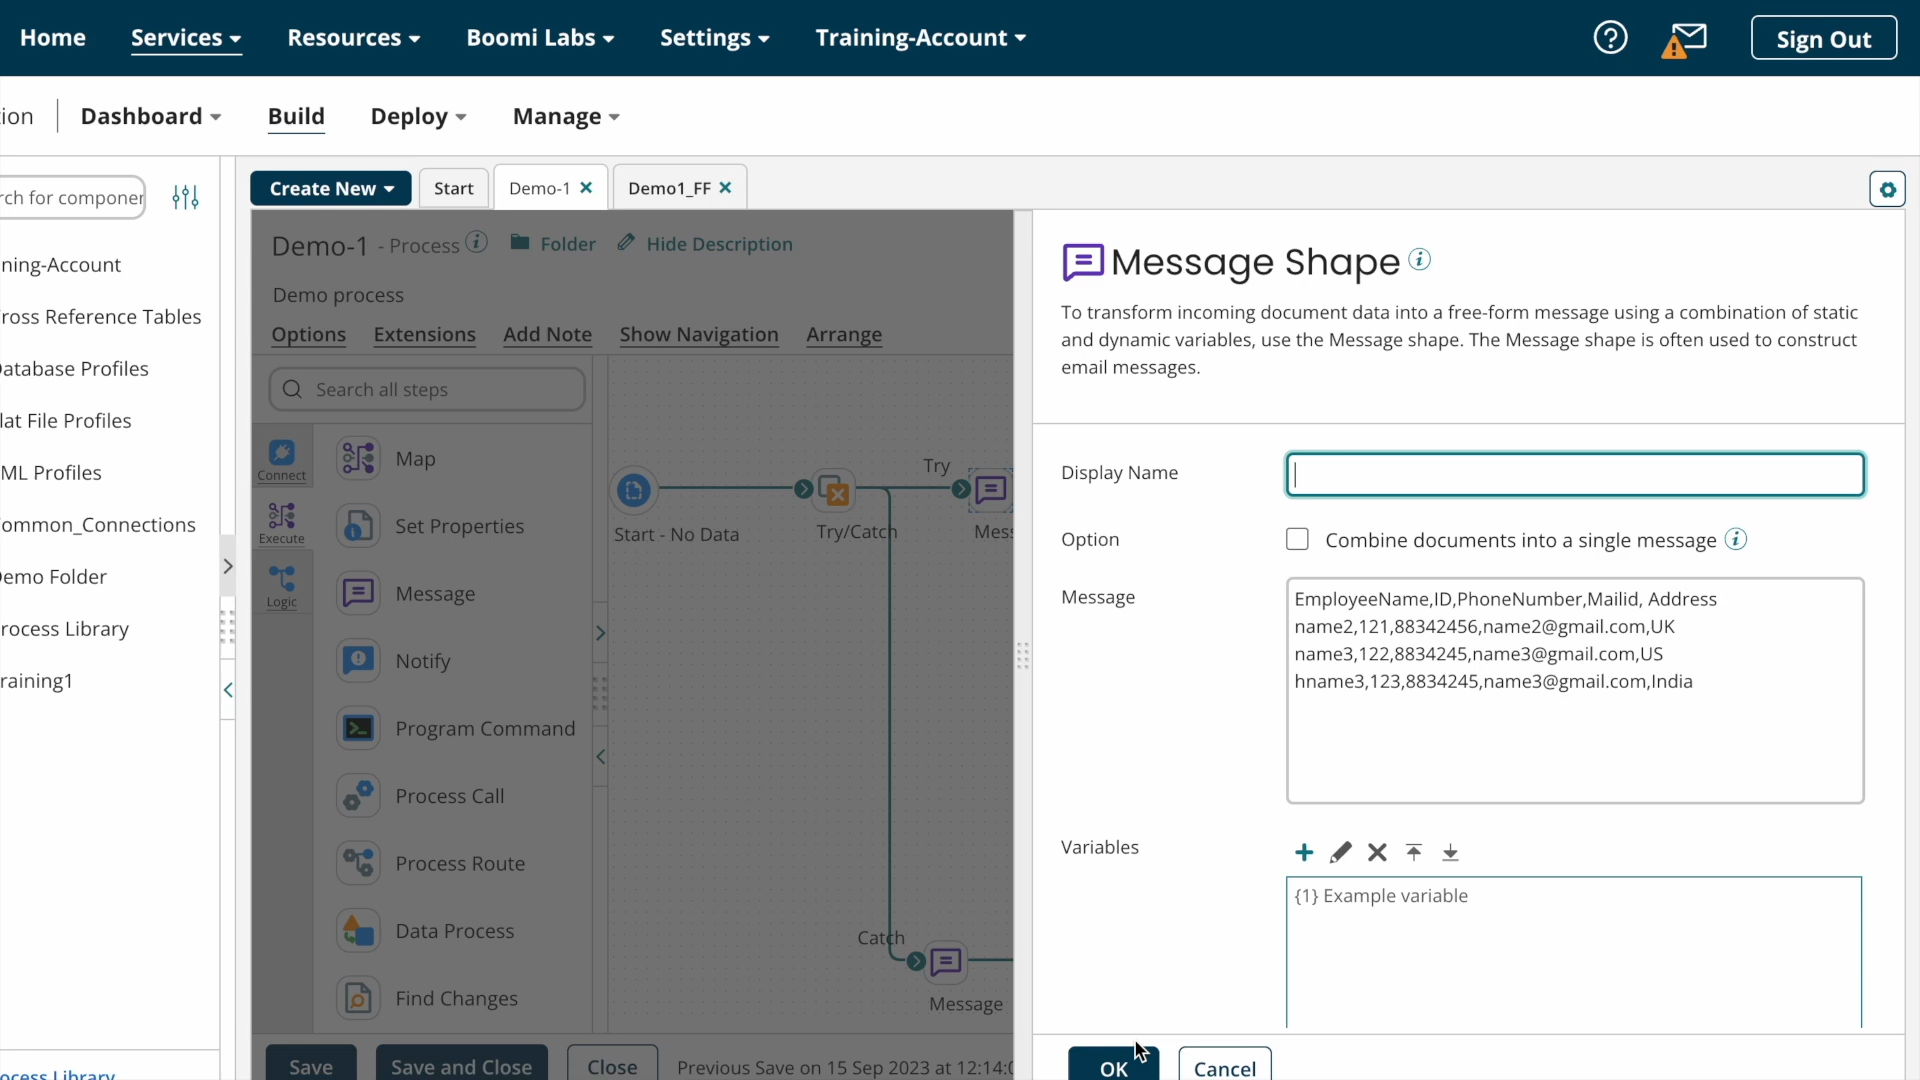 Home Services Resources Boomi Labs Settings Training-Account Sign Out
ion Dashboard Build Deploy Manage
rch for componen
ning-Account
ross Reference Tables
atabase Profiles
lat File Profiles
ML Profiles
ommon_Connections
emo Folder
rocess Library
raining1
ocess Library
Create New Start Demo-1 Demo1_FF
Demo-1 - Process Folder Hide Description
Demo process
Options Extensions Add Note Show Navigation Arrange
Search all steps
Connect
Execute
Logic
Map
Set Properties
Message
Notify
Program Command
Process Call
Process Route
Data Process
Find Changes
Start - No Data
Try/Catch
Try
Mess
Catch
Message
Save Save and Close Close Previous Save on 15 Sep 2023 at 12:14:0
Message Shape
To transform incoming document data into a free-form message using a combination of static
and dynamic variables, use the Message shape. The Message shape is often used to construct
email messages.
Display Name
Option Combine documents into a single message
Message
EmployeeName,ID,PhoneNumber,Mailid, Address
name2,121,88342456,name2@gmail.com,UK
name3,122,8834245,name3@gmail.com,US
hname3,123,8834245,name3@gmail.com,India
Variables
{1} Example variable
OK Cancel